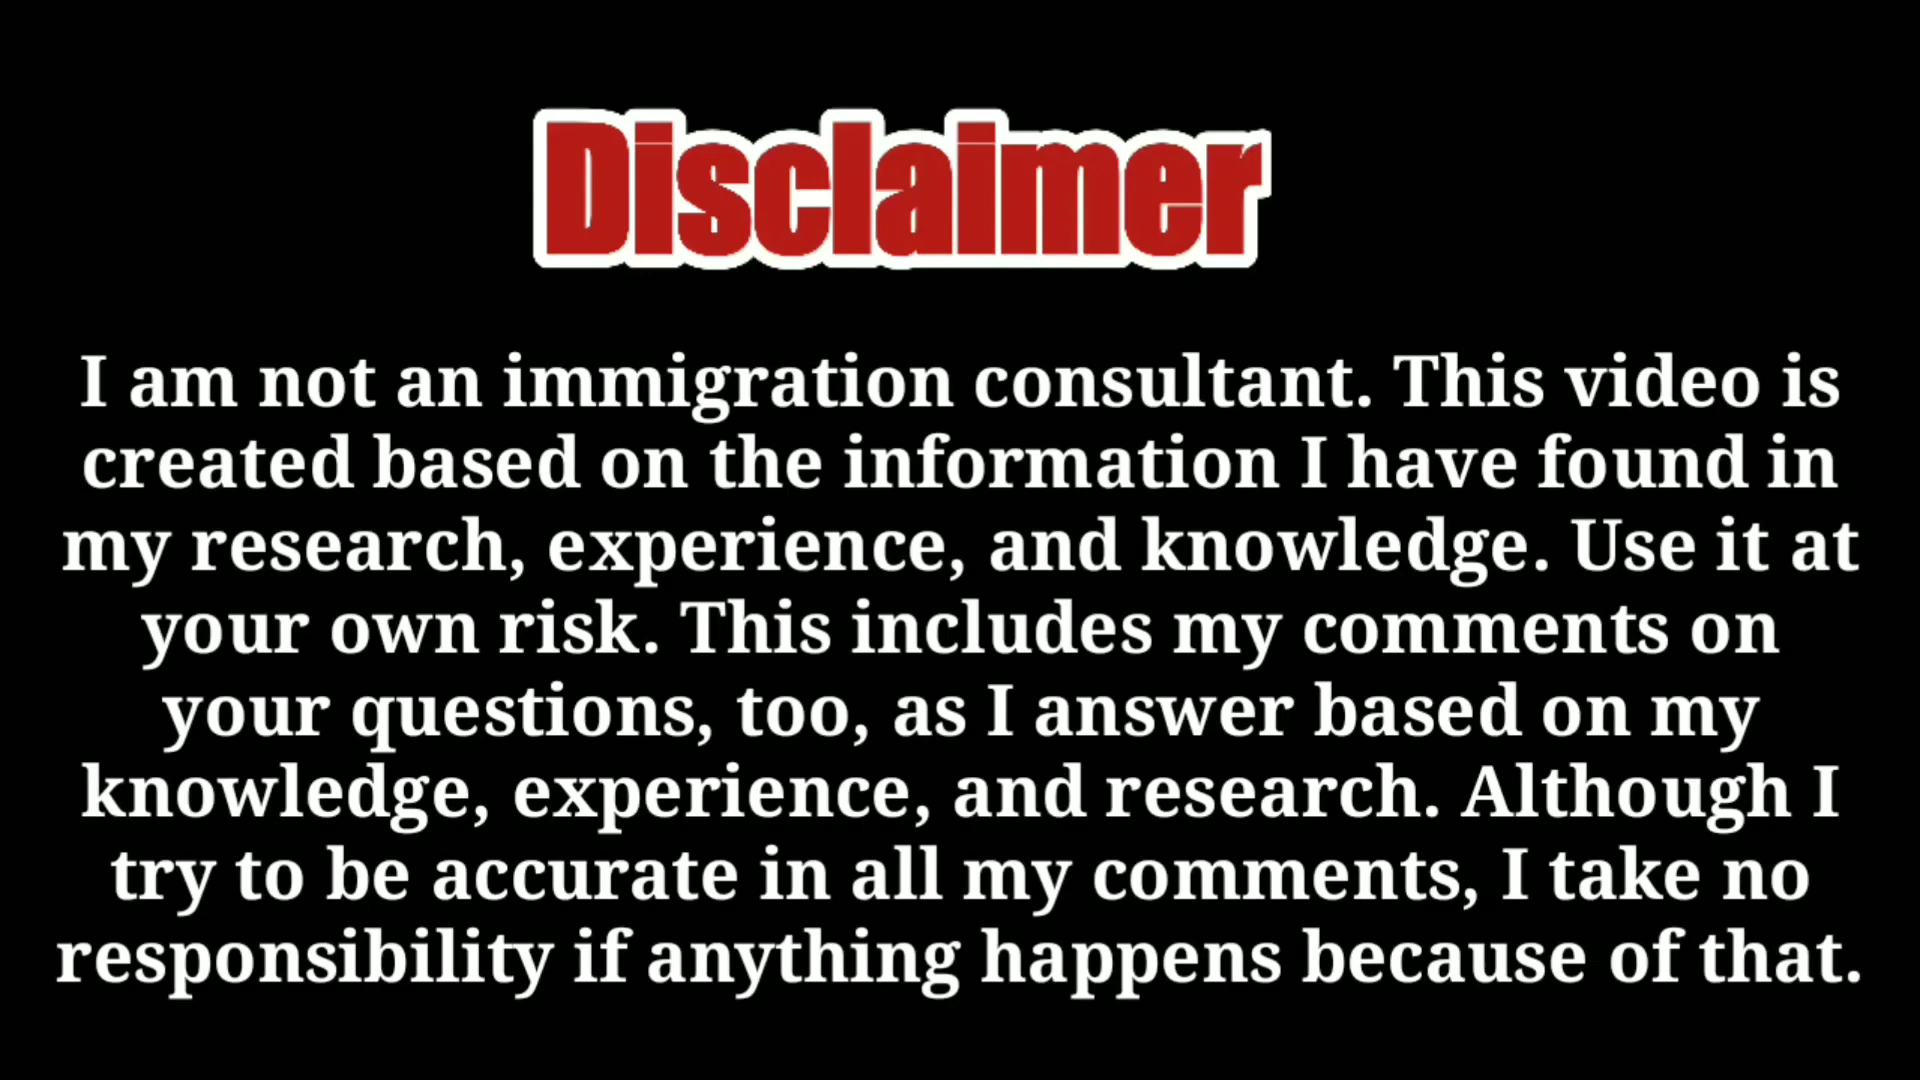 Disclaimer
I am not an immigration consultant. This video is
created based on the information I have found in
my research, experience, and knowledge. Use it at
your own risk. This includes my comments on
your questions, too, as I answer based on my
knowledge, experience, and research. Although I
try to be accurate in all my comments, I take no
responsibility if anything happens because of that.